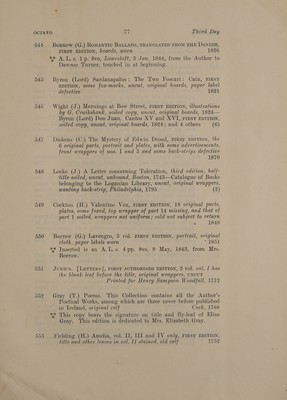 OCTAVO 77 Third Day
544 Borrow (G.) Romantic Ballads, translated from the Danish, first edition, boards, worn 1826
⁂ A. L. s. 1 p. 8vo, Lowestoft, 3 Jan. 1844, from the Author to
Dawson Turner, touched in at beginning.
545 Byron (Lord) Sardanapalus: The Two Foscari: Cain, first
edition, some fox-marks, uncut, original boards, paper label
defective 1821
546 Wight (J.) Mornings at Bow Street, first edition, illustrations
by G. Cruikshank, soiled copy, uncut, original boards, 1824—
Byron (Lord) Don Juan, Cantos XV and XVI, first edition,
soiled copy, uncut, original boards, 1824; and 4 others (6)
547 Dickens (C.) The Mystery of Edwin Drood, first edition, the
6 original parts, portrait and plates, with some advertisements,
front wrappers of nos. 1 and 5 and some back-strips defective
1870
548 Locke (J.) A Letter concerning Toleration, third edition, half-
title soiled, uncut, unbound, Boston, 1743—Catalogue of Books
belonging to the Loganian Library, uncut, original wrappers,
wanting back-strip, Philadelphia, 1795 (2)
549 Cockton (H.) Valentine Vox, first edition, 18 original parts,
plates, some foxed, top wrapper of part 14 missing, and that of
part 1 soiled, wrappers not uniform; sold not subject to return
1840
550 Borrow (G.) Lavengro, 3 vol. first edition, portrait, original
cloth, paper labels worn 1851
⁂ Inserted is an A. L. s. 4 pp. 8vo, 9 May, 1843, from Mrs.
Borrow.
551 Junius. [Letters], first authorised edition, 2 vol. vol. I has
the blank leaf before the title, original wrappers, uncut
Printed for Henry Sampson Woodfall, 1772
552 Gray (T.) Poems. This Collection contains all the Author's
Poetical Works, among which are three never before published
in Ireland, original calf Cork, 1768
⁂ This copy bears the signature on title and fly-leaf of Eliza
Gray. This edition is dedicated to Mrs. Elizabeth Gray.
553 Fielding (H.) Amelia, vol. II, III and IV only, first edition,
title and other leaves in vol. II stained, old calf 1752